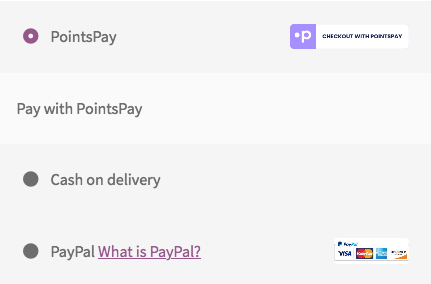 PointsPay
CHECKOUT WITH POINTSPAY
Pay with PointsPay
Cash on delivery
PayPal What is PayPal?
PayPal
VISA